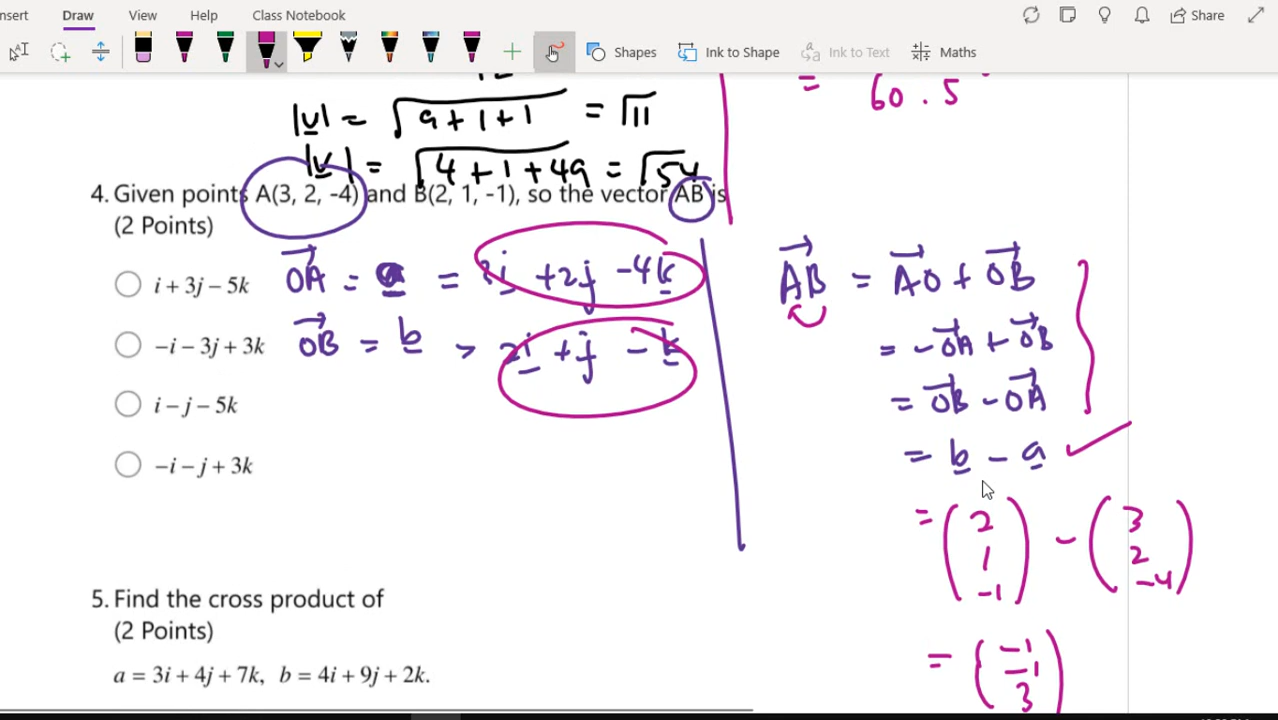 nsert Draw View Help Class Notebook Share
Ink to Shape Ink to Text Maths Shapes
|u| = √9+1+1 = √11
|v| = √4+1+49 = √54
= 60.5°
4. Given points A(3, 2, -4) and B(2, 1, -1), so the vector AB is
(2 Points)
i + 3j – 5k
–i – 3j + 3k
i – j – 5k
–i – j + 3k
OA = a = 3i +2j -4k
OB = b = 2i +j - k
AB = AO + OB
= -OA + OB
= OB - OA
= b - a
= (2 1 -1) - (3 2 -4)
= (-1 -1 3)
5. Find the cross product of
(2 Points)
a = 3i + 4j + 7k, b = 4i + 9j + 2k.